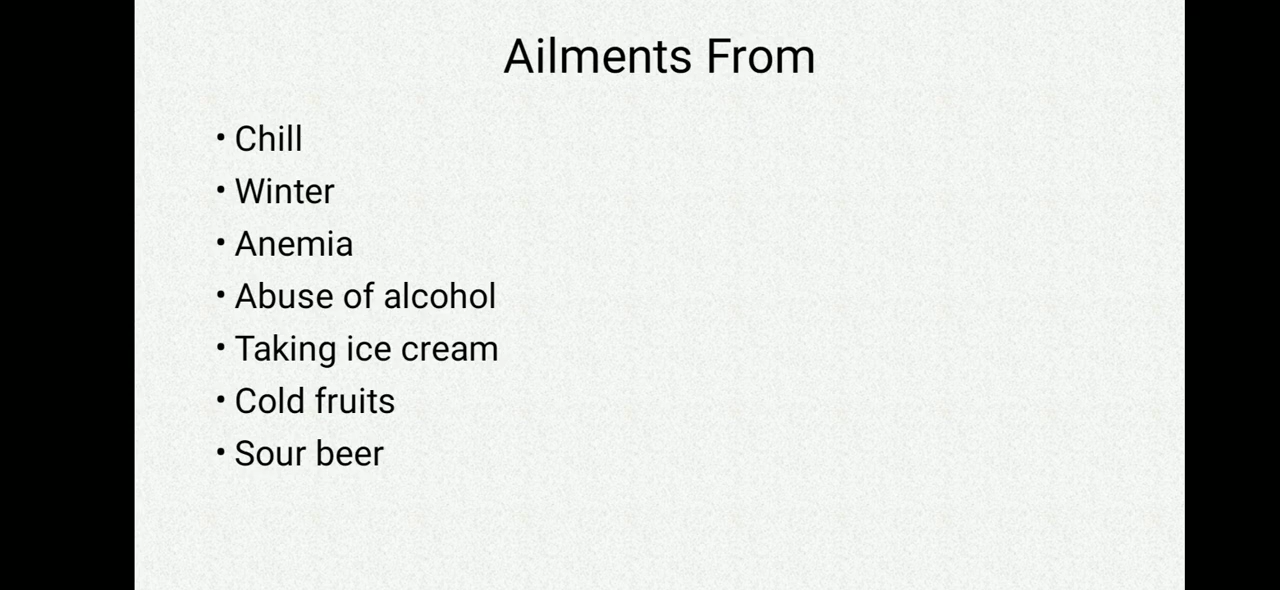 Ailments From
• Chill
• Winter
• Anemia
• Abuse of alcohol
• Taking ice cream
• Cold fruits
• Sour beer